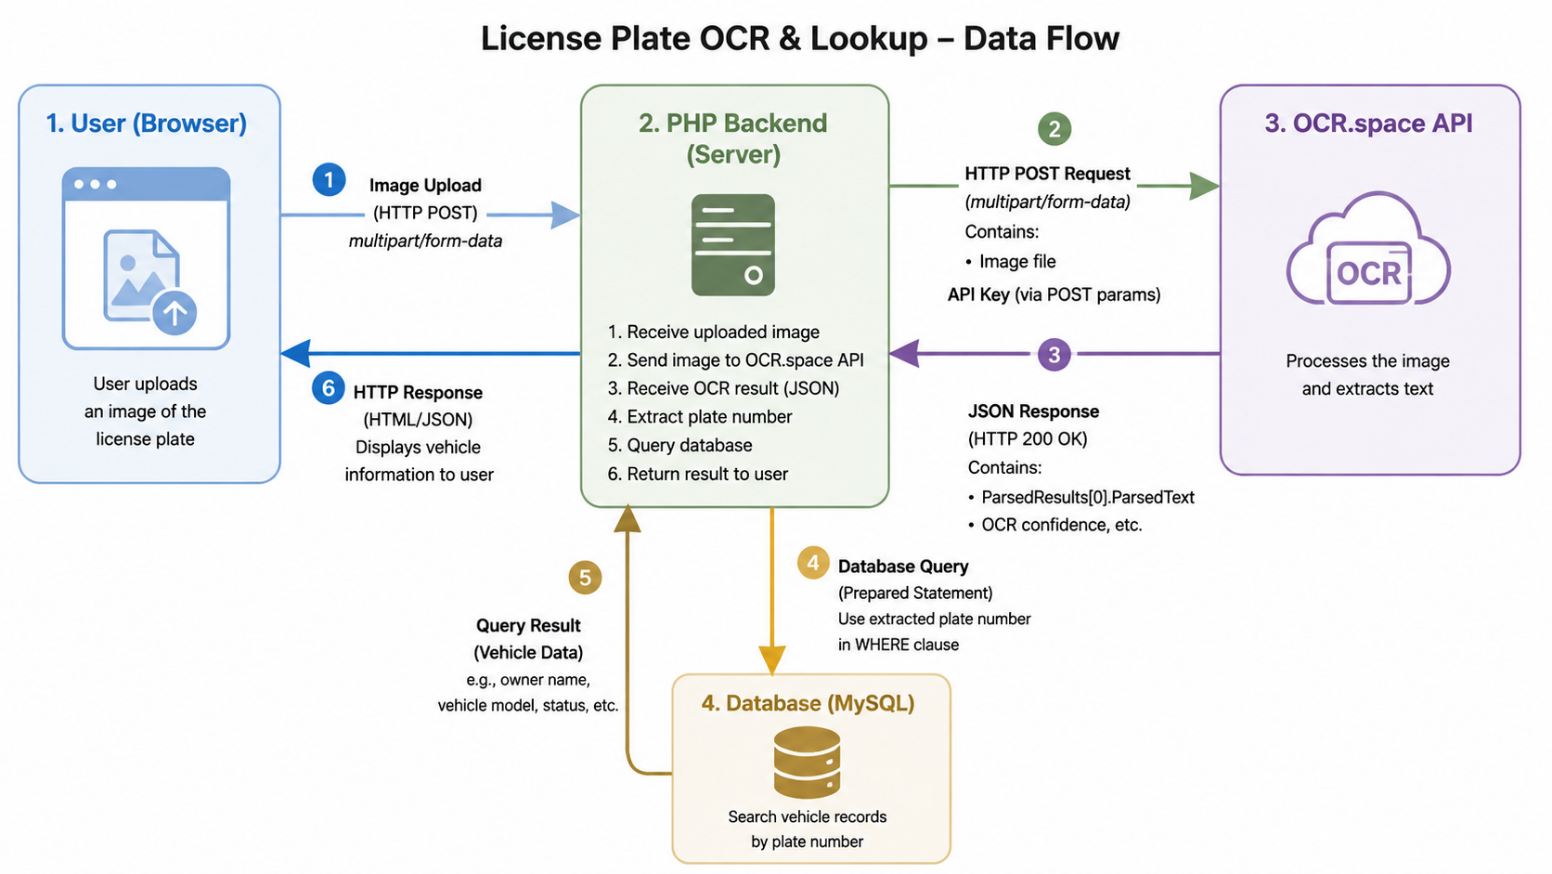 License Plate OCR & Lookup – Data Flow
1. User (Browser)
User uploads
an image of the
license plate
1
Image Upload
(HTTP POST)
multipart/form-data
6
HTTP Response
(HTML/JSON)
Displays vehicle
information to user
2. PHP Backend
(Server)
1. Receive uploaded image
2. Send image to OCR.space API
3. Receive OCR result (JSON)
4. Extract plate number
5. Query database
6. Return result to user
2
HTTP POST Request
(multipart/form-data)
Contains:
• Image file
API Key (via POST params)
3
JSON Response
(HTTP 200 OK)
Contains:
• ParsedResults[0].ParsedText
• OCR confidence, etc.
3. OCR.space API
OCR
Processes the image
and extracts text
5
Query Result
(Vehicle Data)
e.g., owner name,
vehicle model, status, etc.
4
Database Query
(Prepared Statement)
Use extracted plate number
in WHERE clause
4. Database (MySQL)
Search vehicle records
by plate number